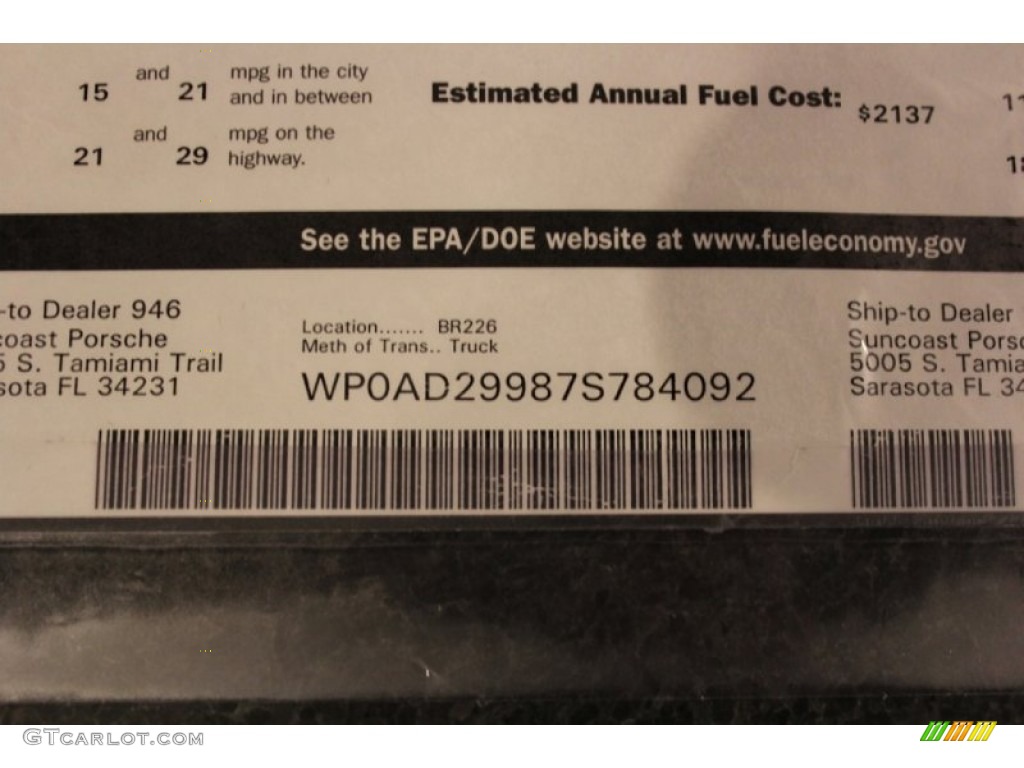 and mpg in the city
15 21 and in between
Estimated Annual Fuel Cost: $2137
and mpg on the
21 29 highway.
See the EPA/DOE website at www.fueleconomy.gov
-to Dealer 946
coast Porsche
5 S. Tamiami Trail
sota FL 34231
Location....... BR226
Meth of Trans.. Truck
WP0AD29987S784092
Ship-to Dealer
Suncoast Porsc
5005 S. Tamia
Sarasota FL 34
GTCARLOT.COM